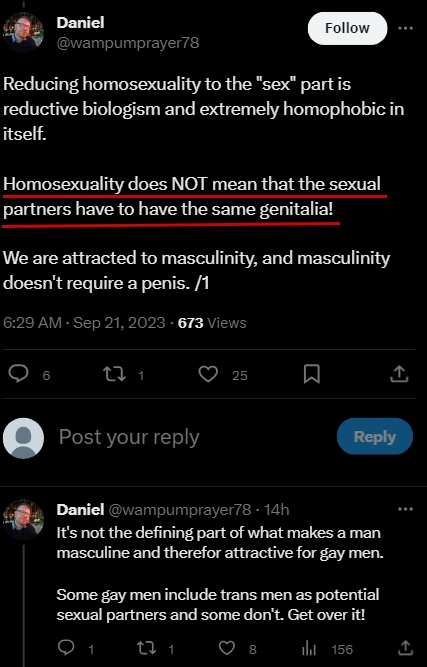 Daniel
@wampumprayer78
Follow
Reducing homosexuality to the "sex" part is
reductive biologism and extremely homophobic in
itself.
Homosexuality does NOT mean that the sexual
partners have to have the same genitalia!
We are attracted to masculinity, and masculinity
doesn't require a penis. /1
6:29 AM · Sep 21, 2023 · 673 Views
6 1 25
Post your reply
Reply
Daniel @wampumprayer78 · 14h
It's not the defining part of what makes a man
masculine and therefor attractive for gay men.
Some gay men include trans men as potential
sexual partners and some don't. Get over it!
1 1 8 156